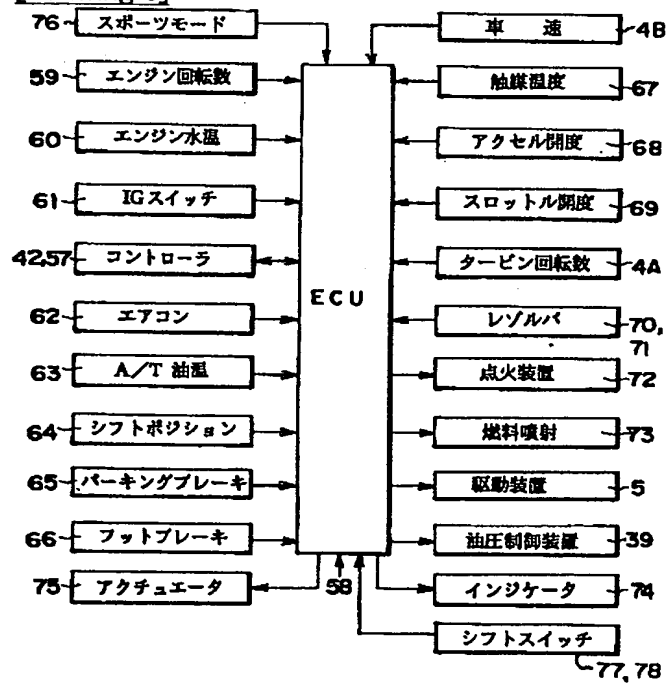 76 スポーツモード
59 エンジン回転数
60 エンジン水温
61 IGスイッチ
42,57 コントローラ
62 エアコン
63 A/T 油温
64 シフトポジション
65 パーキングブレーキ
66 フットブレーキ
75 アクチュエータ
ECU
58
車 速 4B
触媒温度 67
アクセル開度 68
スロットル開度 69
タービン回転数 4A
レゾルバ 70,
71
点火装置 72
燃料噴射 73
駆動装置 5
油圧制御装置 39
インジケータ 74
シフトスイッチ
77,78